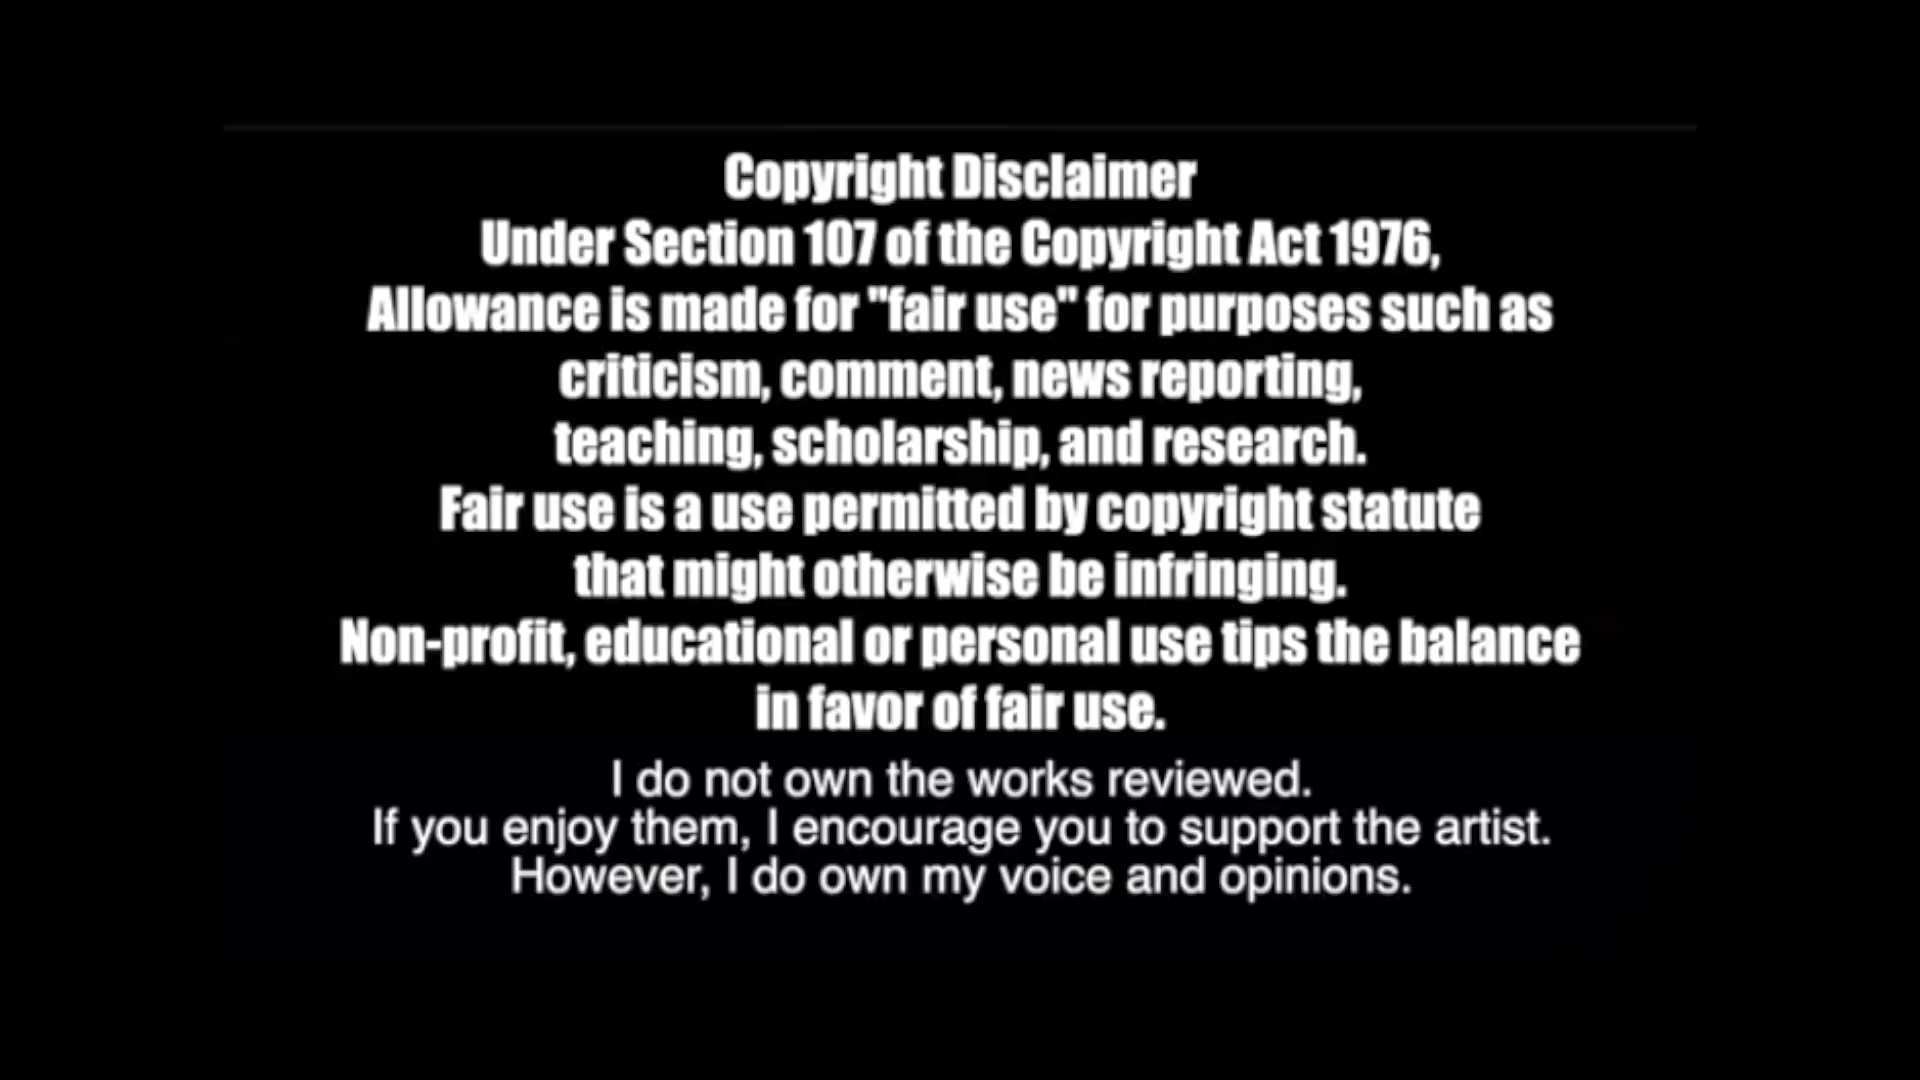 Copyright Disclaimer
Under Section 107 of the Copyright Act 1976,
Allowance is made for "fair use" for purposes such as
criticism, comment, news reporting,
teaching, scholarship, and research.
Fair use is a use permitted by copyright statute
that might otherwise be infringing.
Non-profit, educational or personal use tips the balance
in favor of fair use.
I do not own the works reviewed.
If you enjoy them, I encourage you to support the artist.
However, I do own my voice and opinions.